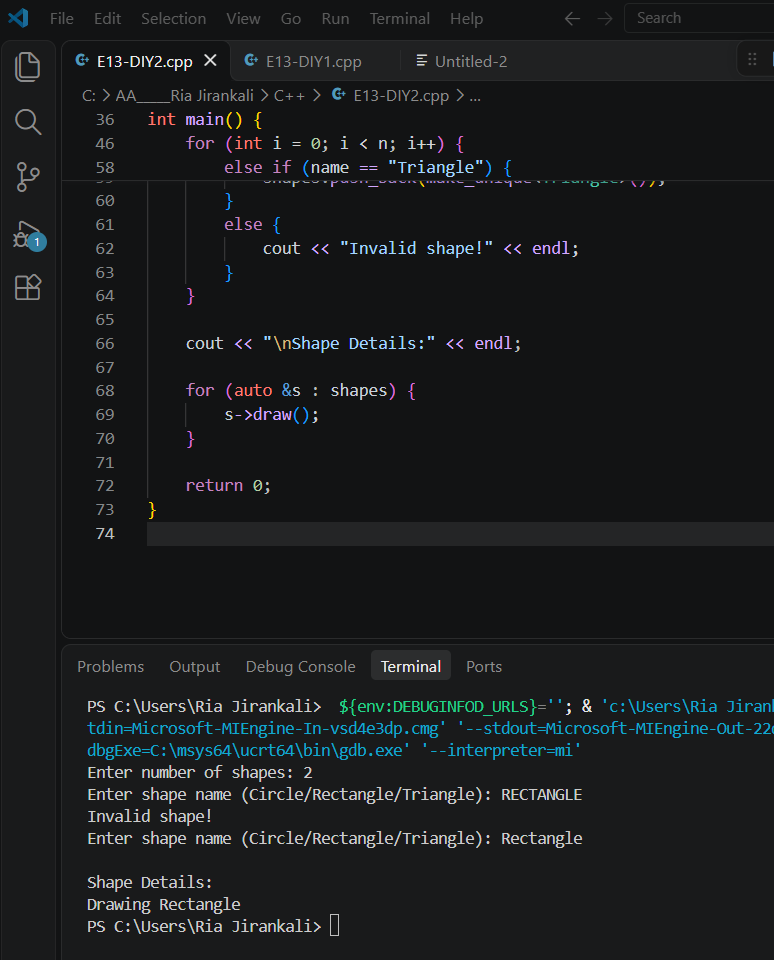 File Edit Selection View Go Run Terminal Help
Search
E13-DIY2.cpp E13-DIY1.cpp Untitled-2
C: > AA____Ria Jirankali > C++ > E13-DIY2.cpp > ...
36 int main() {
46 for (int i = 0; i < n; i++) {
58 else if (name == "Triangle") {
60 }
61 else {
62 cout << "Invalid shape!" << endl;
63 }
64 }
65
66 cout << "\nShape Details:" << endl;
67
68 for (auto &s : shapes) {
69 s->draw();
70 }
71
72 return 0;
73 }
74
1
Problems Output Debug Console Terminal Ports
PS C:\Users\Ria Jirankali> ${env:DEBUGINFOD_URLS}=''; & 'c:\Users\Ria Jiran
tdin=Microsoft-MIEngine-In-vsd4e3dp.cmg' '--stdout=Microsoft-MIEngine-Out-22
dbgExe=C:\msys64\ucrt64\bin\gdb.exe' '--interpreter=mi'
Enter number of shapes: 2
Enter shape name (Circle/Rectangle/Triangle): RECTANGLE
Invalid shape!
Enter shape name (Circle/Rectangle/Triangle): Rectangle
Shape Details:
Drawing Rectangle
PS C:\Users\Ria Jirankali>